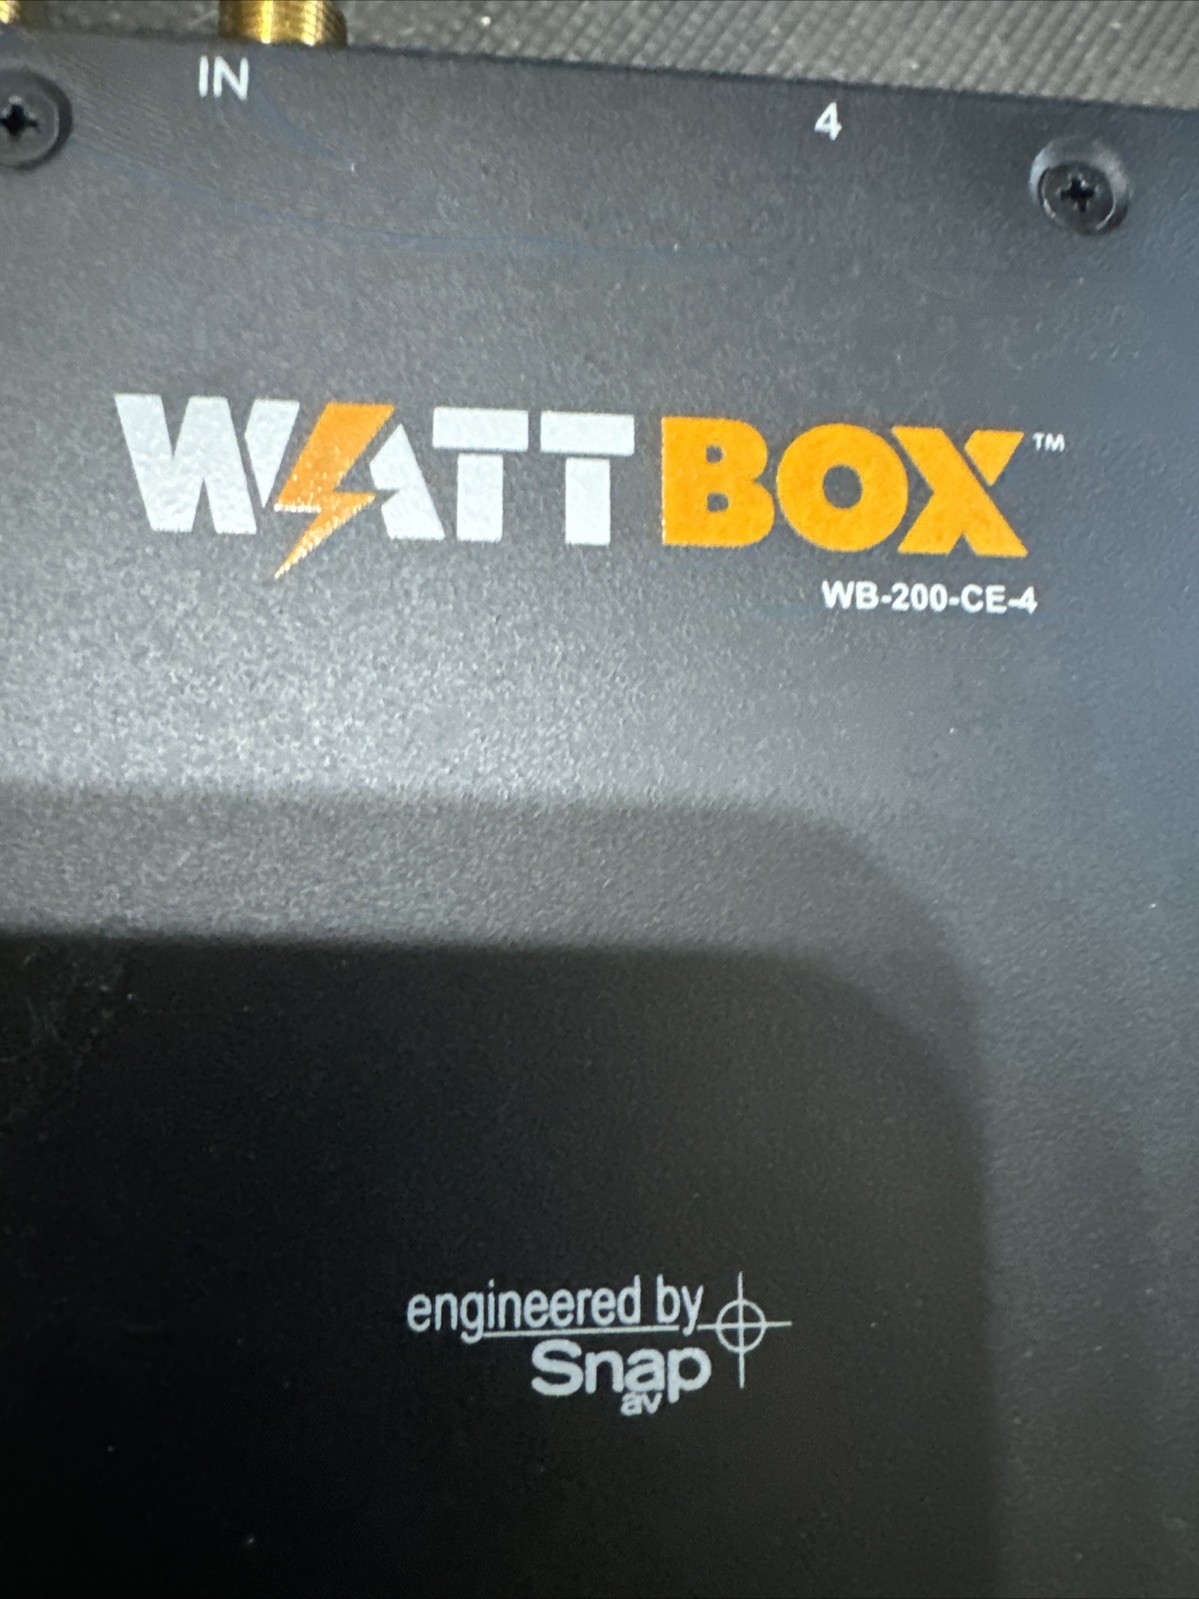 IN
4
WATTBOX™
WB-200-CE-4
engineered by
Snap
av